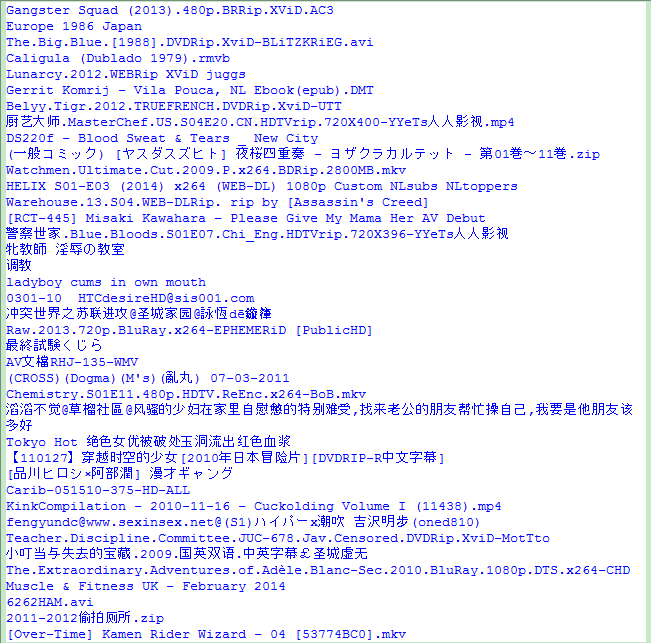 Gangster Squad (2013).480p.BRRip.XViD.AC3
Europe 1986 Japan
The.Big.Blue.[1988].DVDRip.XviD-BLiTZKRiEG.avi
Caligula (Dublado 1979).rmvb
Lunarcy.2012.WEBRip XViD juggs
Gerrit Komrij - Vila Pouca, NL Ebook(epub).DMT
Belyy.Tigr.2012.TRUEFRENCH.DVDRip.XviD-UTT
厨艺大师.MasterChef.US.S04E20.CN.HDTVrip.720X400-YYeTs人人影视.mp4
DS220f - Blood Sweat & Tears _ New City
(一般コミック) [ヤスダスズヒト] 夜桜四重奏 - ヨザクラカルテット - 第01巻～11巻.zip
Watchmen.Ultimate.Cut.2009.P.x264.BDRip.2800MB.mkv
HELIX S01-E03 (2014) x264 (WEB-DL) 1080p Custom NLsubs NLtoppers
Warehouse.13.S04.WEB-DLRip. rip by [Assassin's Creed]
[RCT-445] Misaki Kawahara - Please Give My Mama Her AV Debut
警察世家.Blue.Bloods.S01E07.Chi_Eng.HDTVrip.720X396-YYeTs人人影视
牝教師 淫辱の教室
调教
ladyboy cums in own mouth
0301-10  HTCdesireHD@sis001.com
冲突世界之苏联进攻@圣城家园@詠恆dē
Raw.2013.720p.BluRay.x264-EPHEMERiD [PublicHD]
最終試験くじら
AV文檔RHJ-135-WMV
(CROSS)(Dogma)(M's)(亂丸) 07-03-2011
Chemistry.S01E11.480p.HDTV.ReEnc.x264-BoB.mkv
滔滔不觉@草榴社區@风骚的少妇在家里自慰憋的特别难受,找来老公的朋友帮忙操自己,我要是他朋友该
多好
Tokyo Hot 绝色女优被破处玉洞流出红色血浆
【110127】穿越时空的少女[2010年日本冒险片][DVDRIP-R中文字幕]
[品川ヒロシ×阿部潤] 漫才ギャング
Carib-051510-375-HD-ALL
KinkCompilation - 2010-11-16 - Cuckolding Volume I (11438).mp4
fengyundc@www.sexinsex.net@(S1)ハイパーx潮吹 吉沢明歩(oned810)
Teacher.Discipline.Committee.JUC-678.Jav.Censored.DVDRip.XviD-MotTto
小叮当与失去的宝藏.2009.国英双语.中英字幕￡圣城虚无
The.Extraordinary.Adventures.of.Adèle.Blanc-Sec.2010.BluRay.1080p.DTS.x264-CHD
Muscle & Fitness UK - February 2014
6262HAM.avi
2011-2012偷拍厕所.zip
[Over-Time] Kamen Rider Wizard - 04 [53774BC0].mkv